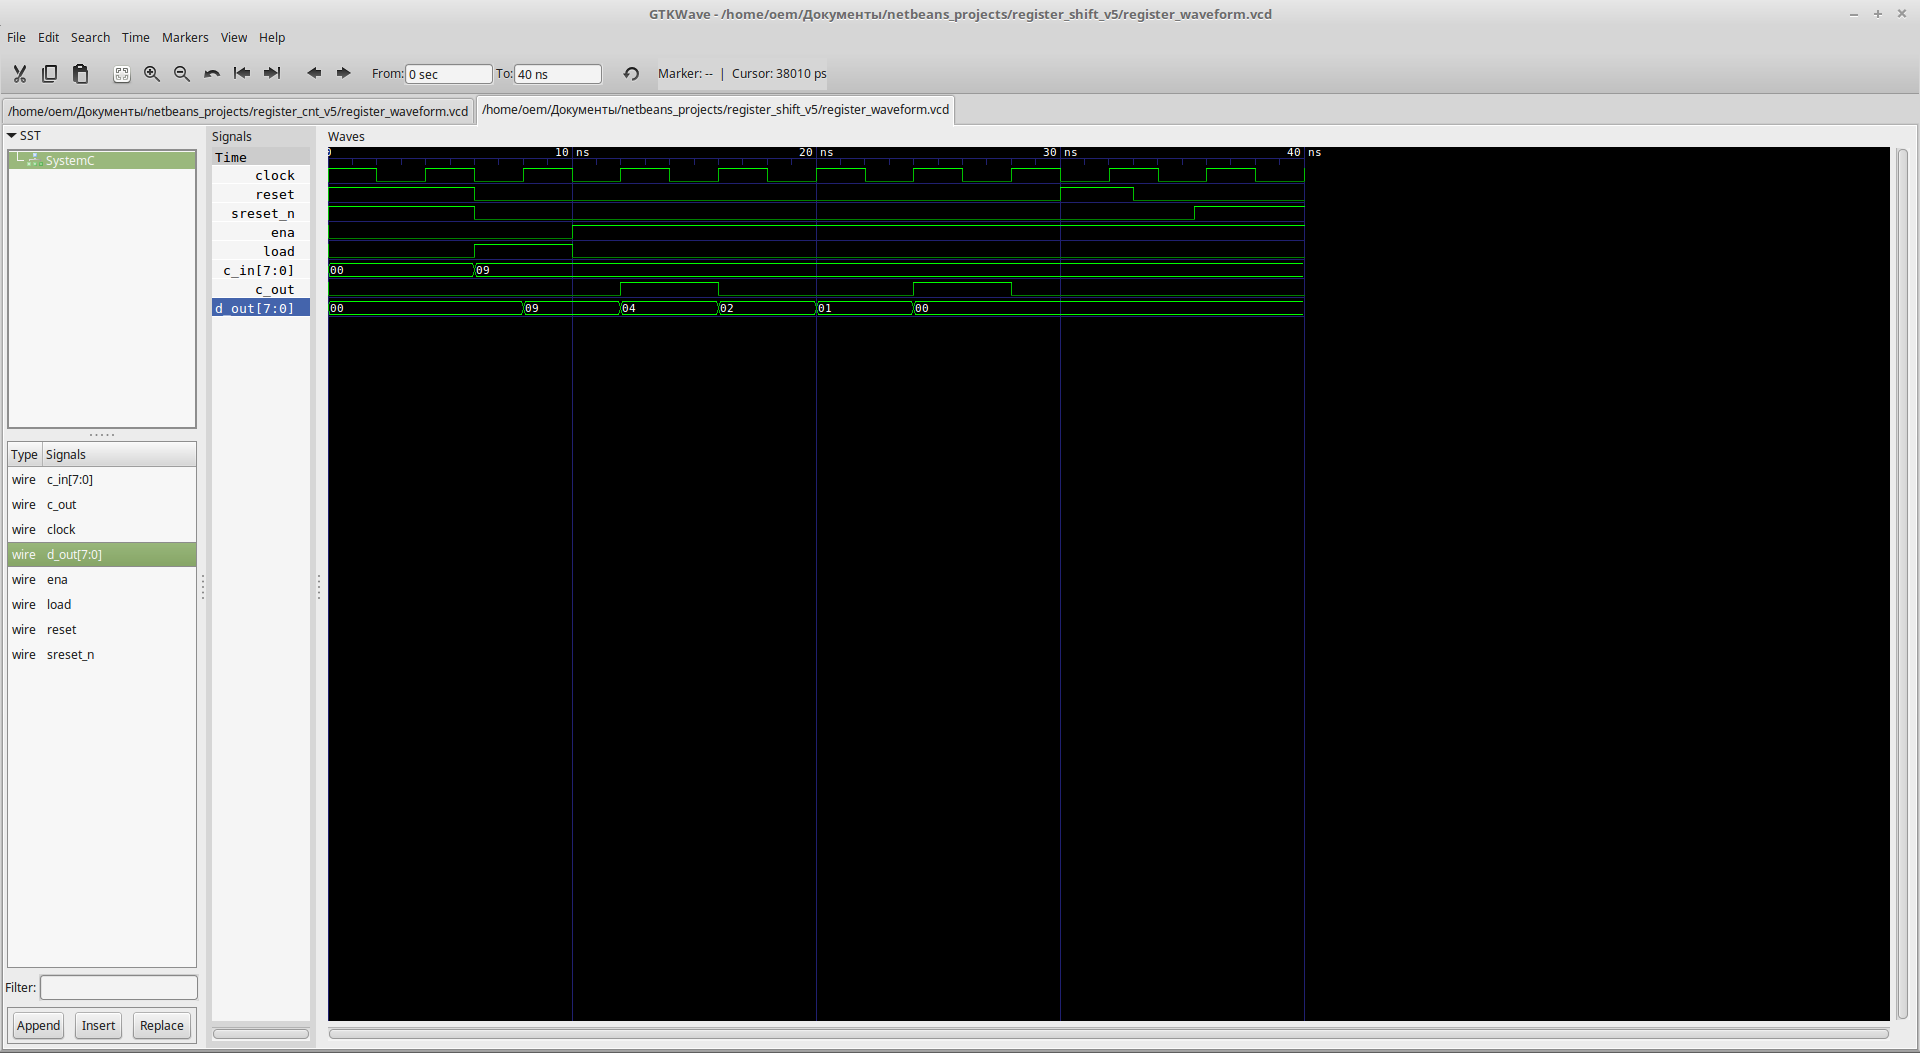 GTKWave - /home/oem/Документы/netbeans_projects/register_shift_v5/register_waveform.vcd
File Edit Search Time Markers View Help
From: 0 sec To: 40 ns Marker: -- | Cursor: 38010 ps
/home/oem/Документы/netbeans_projects/register_cnt_v5/register_waveform.vcd /home/oem/Документы/netbeans_projects/register_shift_v5/register_waveform.vcd
SST
SystemC
Type Signals
wire c_in[7:0]
wire c_out
wire clock
wire d_out[7:0]
wire ena
wire load
wire reset
wire sreset_n
Filter:
Append Insert Replace
Signals
Time
clock
reset
sreset_n
ena
load
c_in[7:0]
c_out
d_out[7:0]
Waves
0 10 ns 20 ns 30 ns 40 ns
00 09
00 09 04 02 01 00